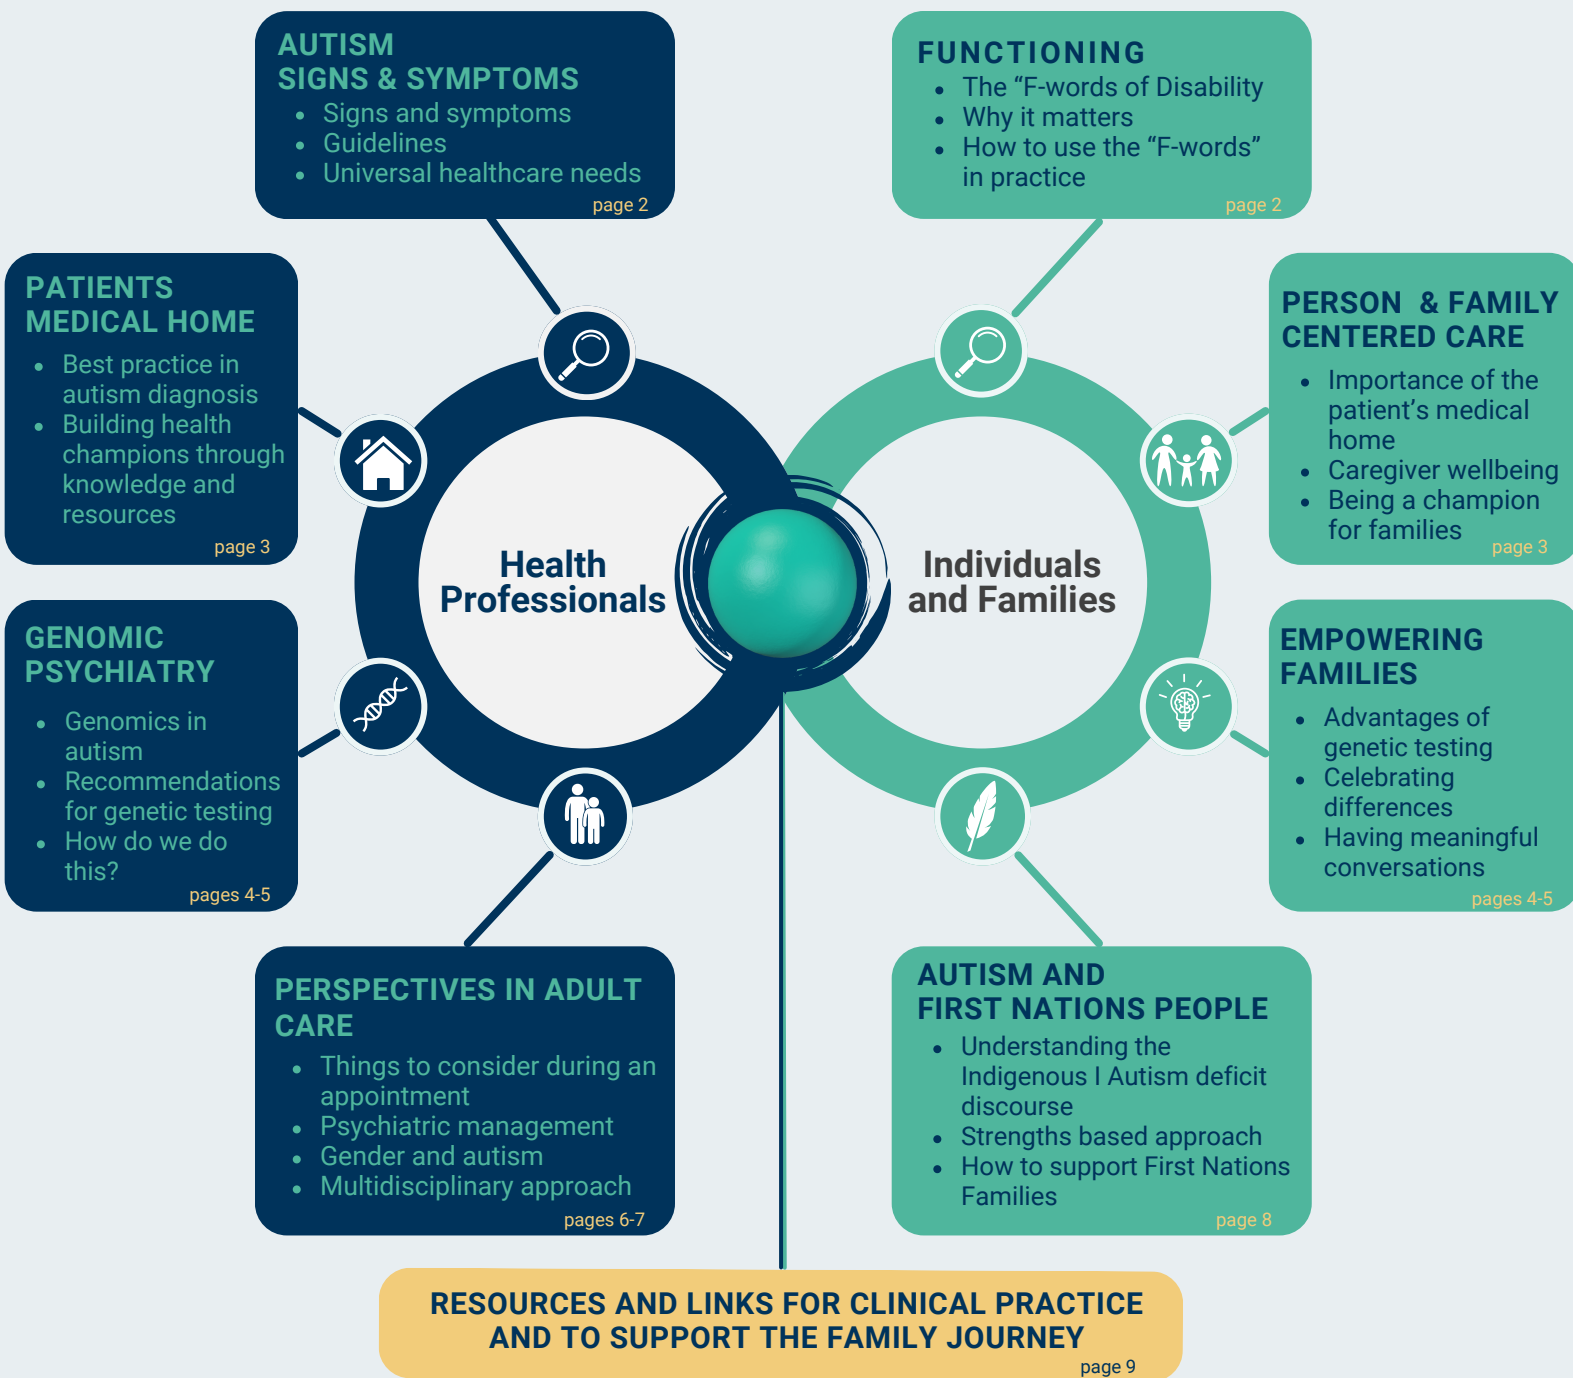 AUTISM
SIGNS & SYMPTOMS
• Signs and symptoms
• Guidelines
• Universal healthcare needs
page 2
FUNCTIONING
• The “F-words of Disability
• Why it matters
• How to use the “F-words”
in practice
page 2
PATIENTS
MEDICAL HOME
• Best practice in
autism diagnosis
• Building health
champions through
knowledge and
resources
page 3
PERSON & FAMILY
CENTERED CARE
• Importance of the
patient’s medical
home
• Caregiver wellbeing
• Being a champion
for families
page 3
Health
Professionals
Individuals
and Families
GENOMIC
PSYCHIATRY
• Genomics in
autism
• Recommendations
for genetic testing
• How do we do
this?
pages 4-5
EMPOWERING
FAMILIES
• Advantages of
genetic testing
• Celebrating
differences
• Having meaningful
conversations
pages 4-5
PERSPECTIVES IN ADULT
CARE
• Things to consider during an
appointment
• Psychiatric management
• Gender and autism
• Multidisciplinary approach
pages 6-7
AUTISM AND
FIRST NATIONS PEOPLE
• Understanding the
Indigenous I Autism deficit
discourse
• Strengths based approach
• How to support First Nations
Families
page 8
RESOURCES AND LINKS FOR CLINICAL PRACTICE
AND TO SUPPORT THE FAMILY JOURNEY
page 9